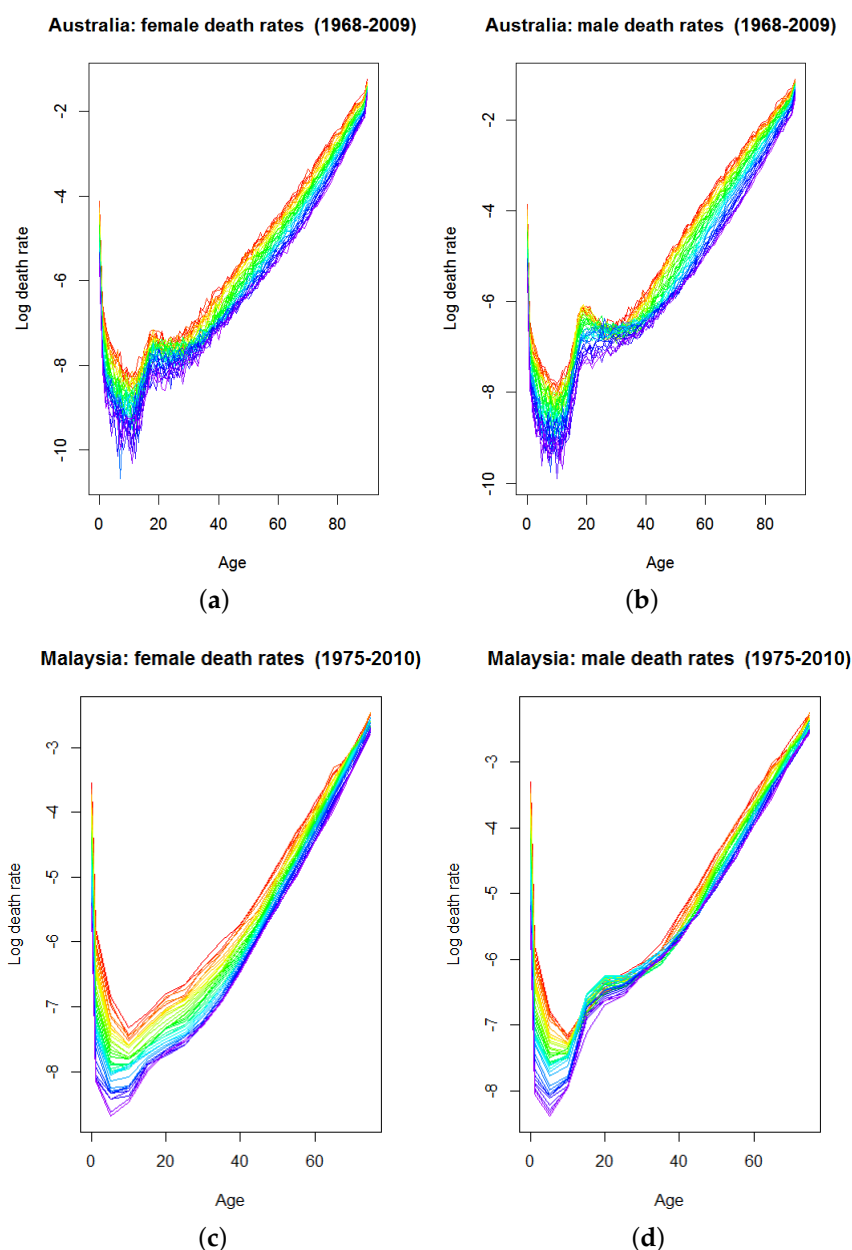 Australia: female death rates (1968-2009)
Australia: male death rates (1968-2009)
Log death rate
-2
-4
-6
-8
-10
0 20 40 60 80
Age
(a)
Log death rate
-2
-4
-6
-8
-10
0 20 40 60 80
Age
(b)
Malaysia: female death rates (1975-2010)
Malaysia: male death rates (1975-2010)
Log death rate
-3
-4
-5
-6
-7
-8
0 20 40 60
Age
(c)
Log death rate
-3
-4
-5
-6
-7
-8
0 20 40 60
Age
(d)